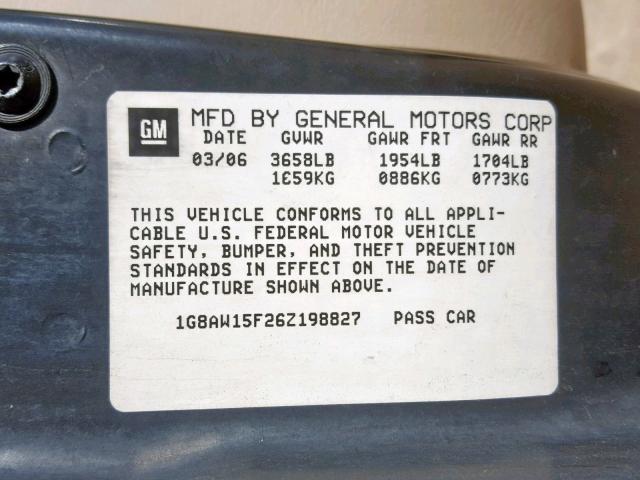 GM MFD BY GENERAL MOTORS CORP
DATE GVWR GAWR FRT GAWR RR
03/06 3658LB 1954LB 1704LB
1659KG 0886KG 0773KG
THIS VEHICLE CONFORMS TO ALL APPLI-
CABLE U.S. FEDERAL MOTOR VEHICLE
SAFETY, BUMPER, AND THEFT PREVENTION
STANDARDS IN EFFECT ON THE DATE OF
MANUFACTURE SHOWN ABOVE.
1G8AW15F26Z198827 PASS CAR